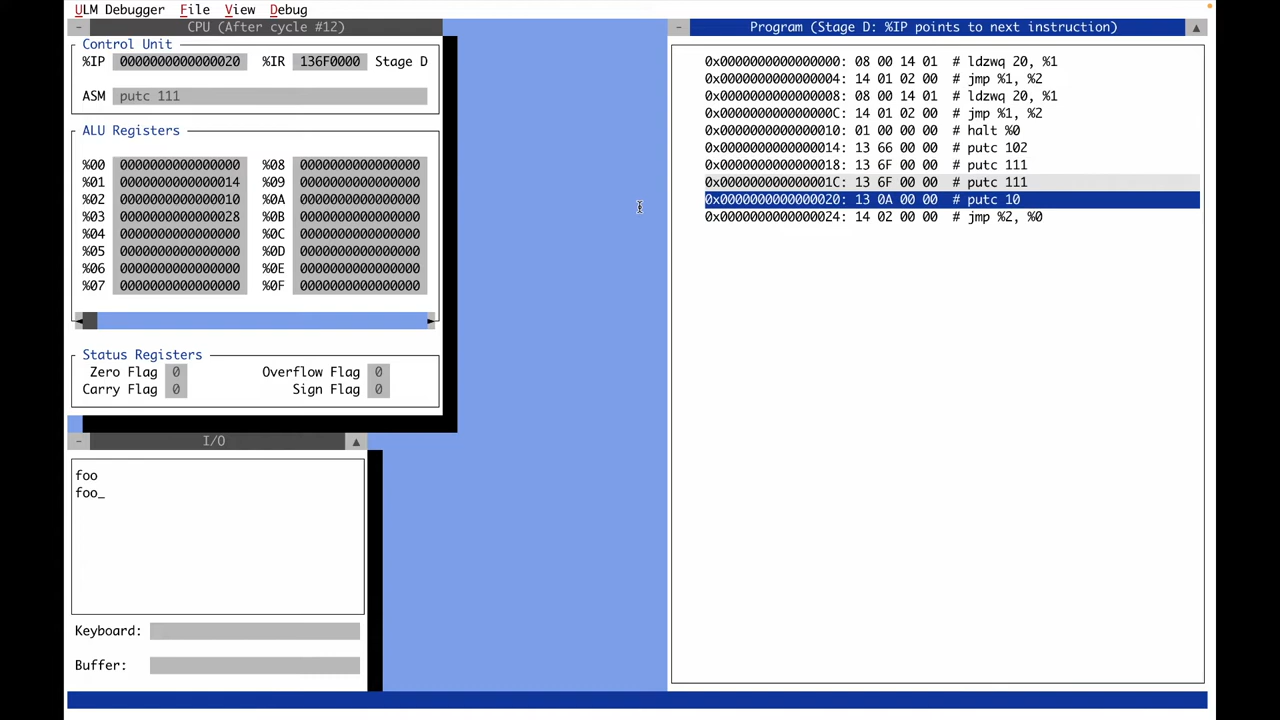 ULM Debugger File View Debug
CPU (After cycle #12)
Control Unit
%IP 0000000000000020 %IR 136F0000 Stage D
ASM putc 111
ALU Registers
%00 0000000000000000 %08 0000000000000000
%01 0000000000000014 %09 0000000000000000
%02 0000000000000010 %0A 0000000000000000
%03 0000000000000028 %0B 0000000000000000
%04 0000000000000000 %0C 0000000000000000
%05 0000000000000000 %0D 0000000000000000
%06 0000000000000000 %0E 0000000000000000
%07 0000000000000000 %0F 0000000000000000
Status Registers
Zero Flag 0 Overflow Flag 0
Carry Flag 0 Sign Flag 0
I/O
foo
foo_
Keyboard:
Buffer:
Program (Stage D: %IP points to next instruction)
0x0000000000000000: 08 00 14 01 # ldzwq 20, %1
0x0000000000000004: 14 01 02 00 # jmp %1, %2
0x0000000000000008: 08 00 14 01 # ldzwq 20, %1
0x000000000000000C: 14 01 02 00 # jmp %1, %2
0x0000000000000010: 01 00 00 00 # halt %0
0x0000000000000014: 13 66 00 00 # putc 102
0x0000000000000018: 13 6F 00 00 # putc 111
0x000000000000001C: 13 6F 00 00 # putc 111
0x0000000000000020: 13 0A 00 00 # putc 10
0x0000000000000024: 14 02 00 00 # jmp %2, %0